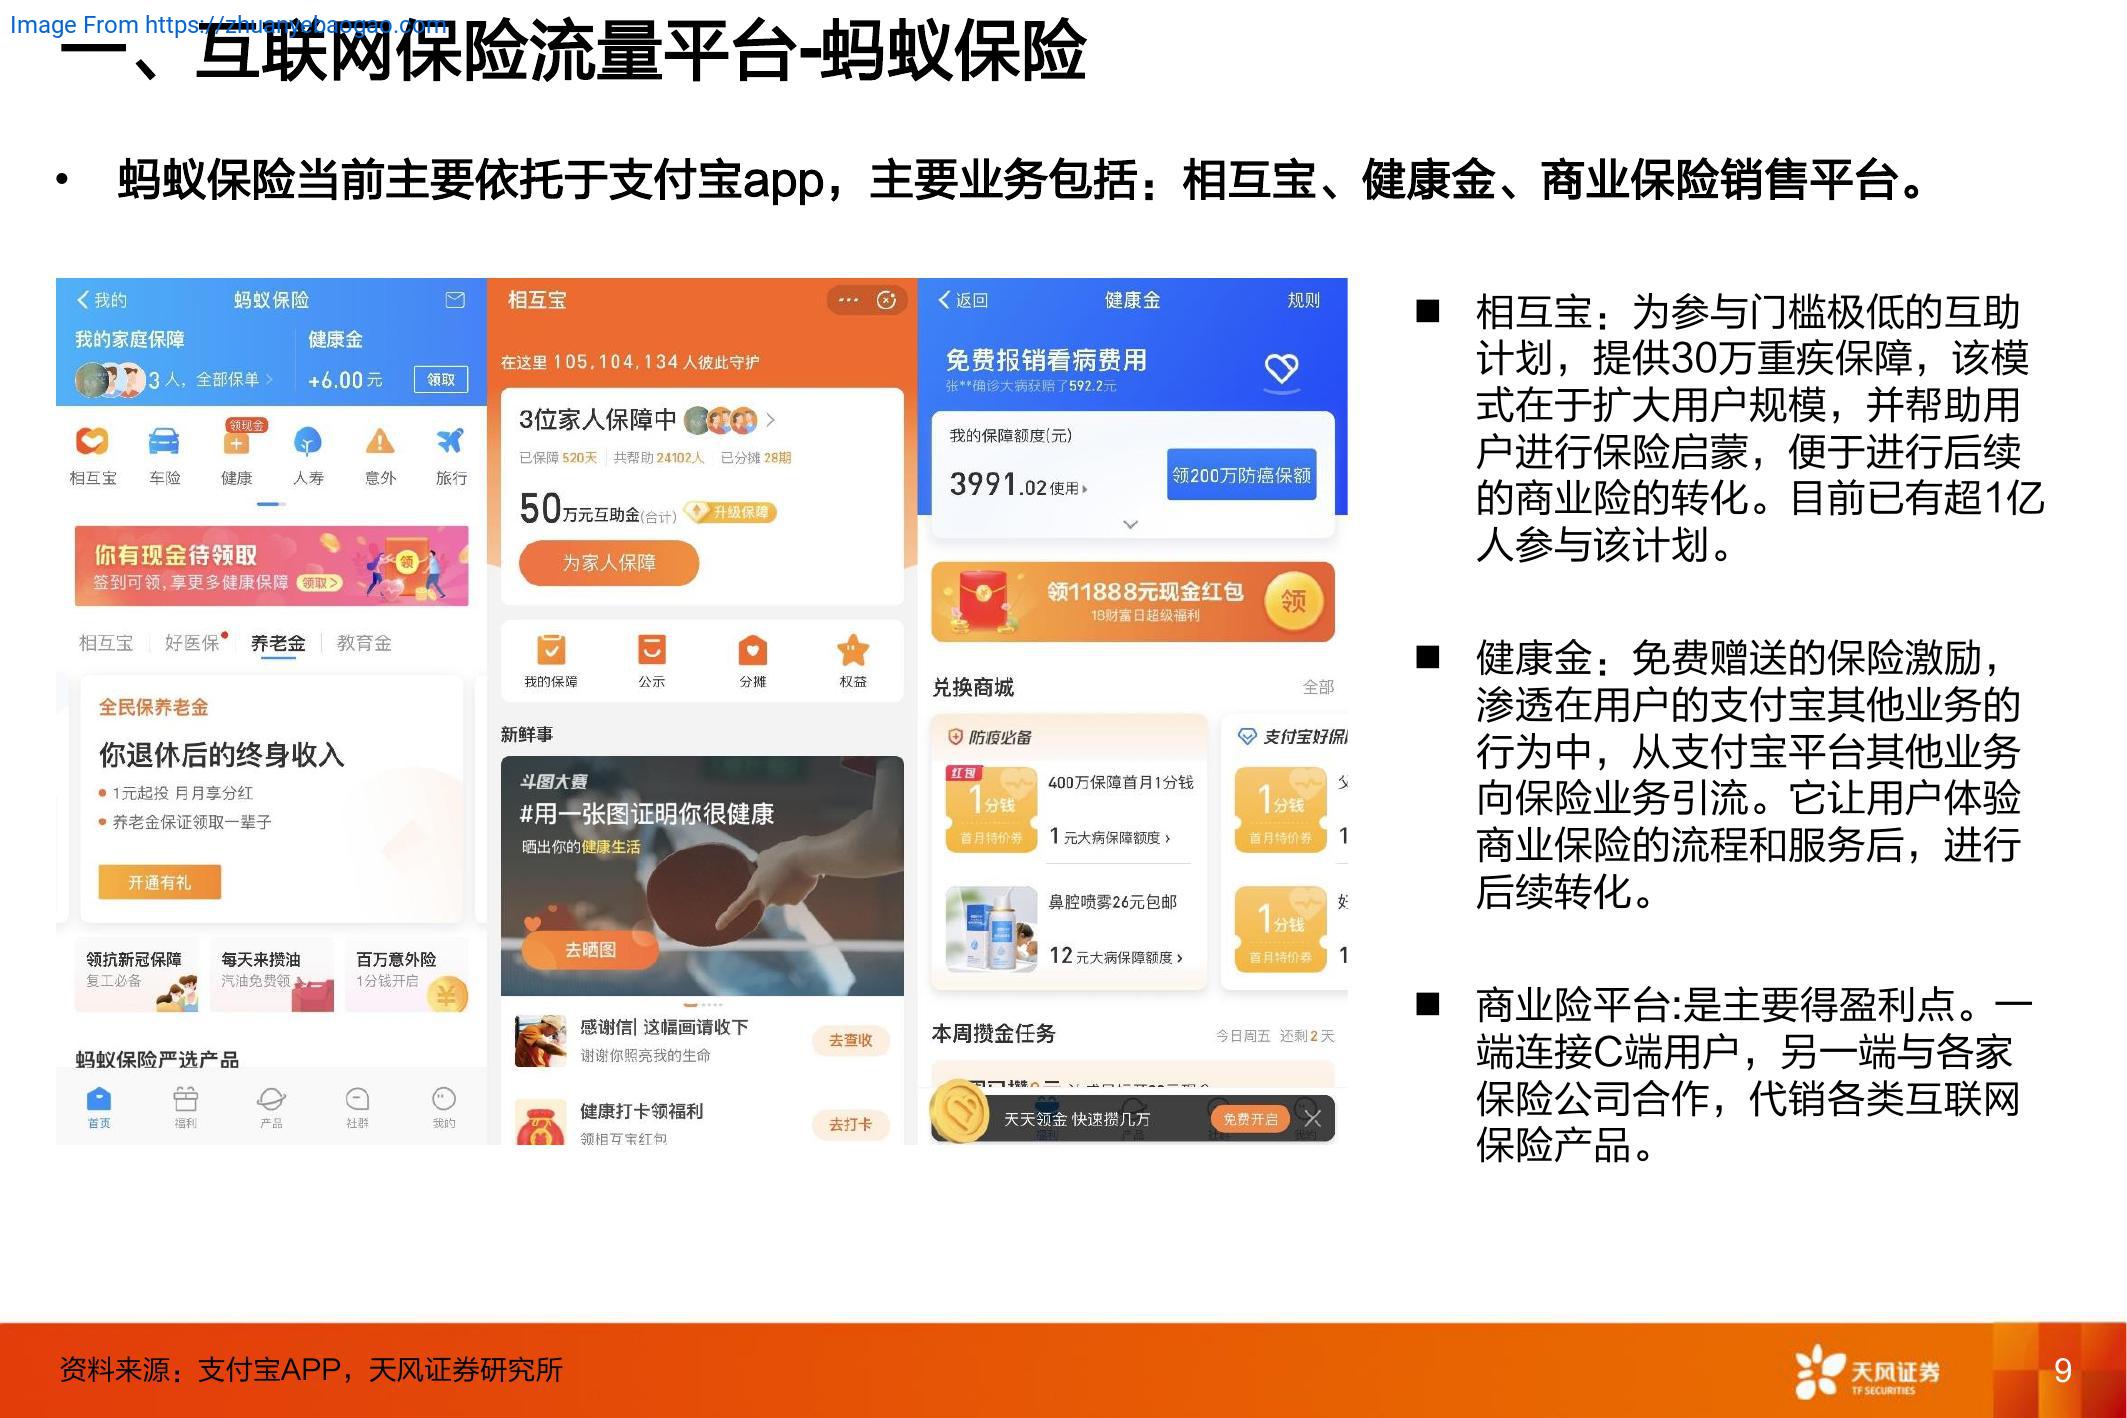 Image From https://zhuanyebaogao.com
一、互联网保险流量平台-蚂蚁保险
• 蚂蚁保险当前主要依托于支付宝app，主要业务包括：相互宝、健康金、商业保险销售平台。
我的 蚂蚁保险
我的家庭保障 健康金
3 人，全部保单 +6.00元 领取
领现金
相互宝 车险 健康 人寿 意外 旅行
你有现金待领取
签到可领,享更多健康保障 领取>
相互宝 好医保 养老金 教育金
全民保养老金
你退休后的终身收入
1元起投 月月享分红
养老金保证领取一辈子
开通有礼
领抗新冠保障 每天来攒油 百万意外险
复工必备 汽油免费领 1分钱开启
蚂蚁保险严选产品
首页 福利 产品 社群 我的
相互宝
在这里 105,104,134 人彼此守护
3位家人保障中
已保障 520天 共帮助 24102人 已分摊 28期
50万元互助金(合计) 升级保障
为家人保障
我的保障 公示 分摊 权益
新鲜事
斗图大赛
#用一张图证明你很健康
晒出你的健康生活
去晒图
感谢信| 这幅画请收下
谢谢你照亮我的生命
去查收
健康打卡领福利
领相互宝红包
去打卡
返回 健康金 规则
免费报销看病费用
张**确诊大病获赔了592.2元
我的保障额度(元)
3991.02 使用
领200万防癌保额
领11888元现金红包
18财富日超级福利
领
兑换商城 全部
防疫必备 支付宝好保
红包
1分钱
首月特价券
400万保障首月1分钱
1 元大病保障额度 ›
1分钱
首月特价券
鼻腔喷雾26元包邮
12 元大病保障额度 ›
1分钱
首月特价券
本周攒金任务 今日周五 还剩 2 天
天天领金 快速攒几万 免费开启
■ 相互宝：为参与门槛极低的互助
计划，提供30万重疾保障，该模
式在于扩大用户规模，并帮助用
户进行保险启蒙，便于进行后续
的商业险的转化。目前已有超1亿
人参与该计划。
■ 健康金：免费赠送的保险激励，
渗透在用户的支付宝其他业务的
行为中，从支付宝平台其他业务
向保险业务引流。它让用户体验
商业保险的流程和服务后，进行
后续转化。
■ 商业险平台:是主要得盈利点。一
端连接C端用户，另一端与各家
保险公司合作，代销各类互联网
保险产品。
资料来源：支付宝APP，天风证券研究所
天风证券
TF SECURITIES
9